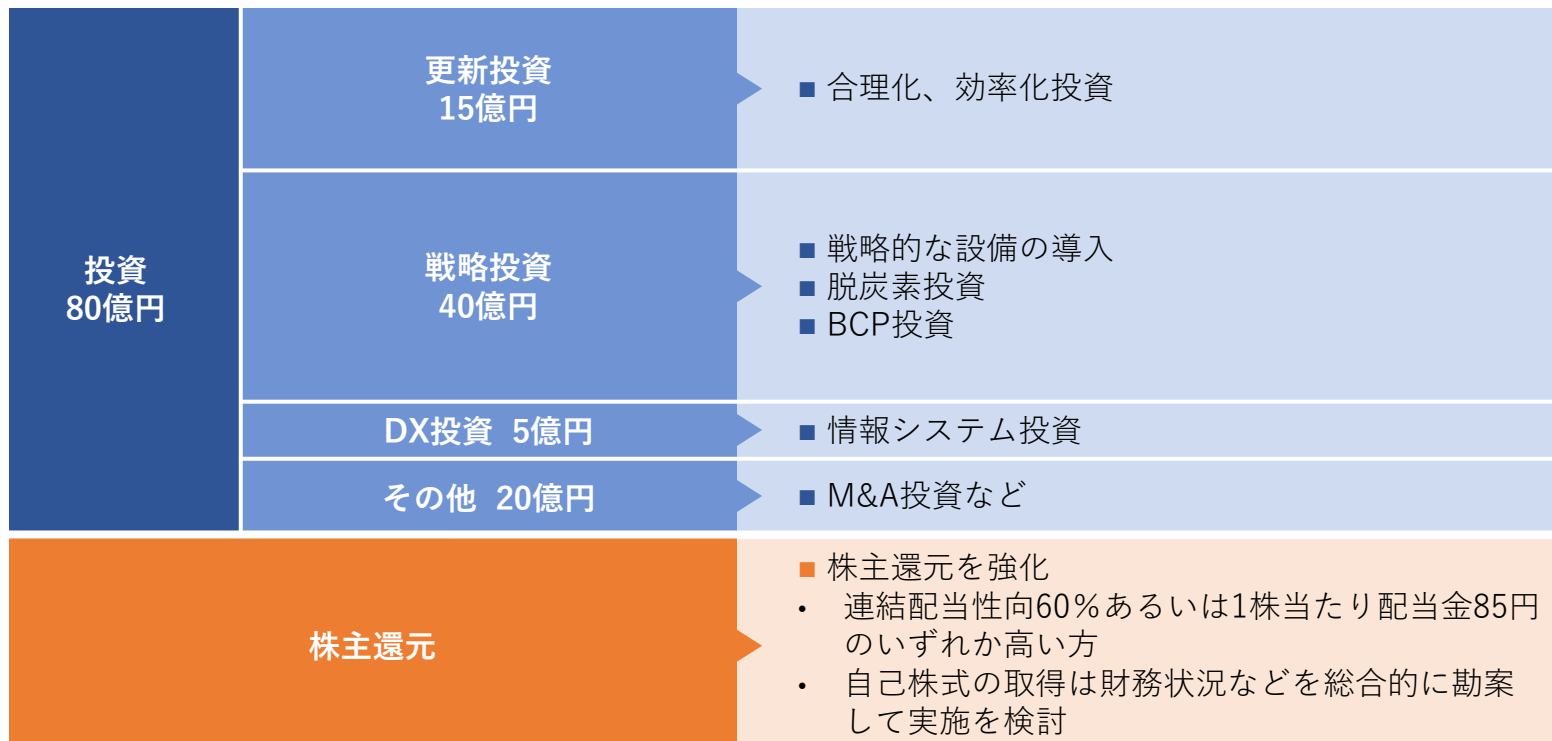 投資
80億円
更新投資
15億円
■ 合理化、効率化投資
戦略投資
40億円
■ 戦略的な設備の導入
■ 脱炭素投資
■ BCP投資
DX投資 5億円
■ 情報システム投資
その他 20億円
■ M&A投資など
株主還元
■ 株主還元を強化
• 連結配当性向60%あるいは1株当たり配当金85円
のいずれか高い方
• 自己株式の取得は財務状況などを総合的に勘案
して実施を検討